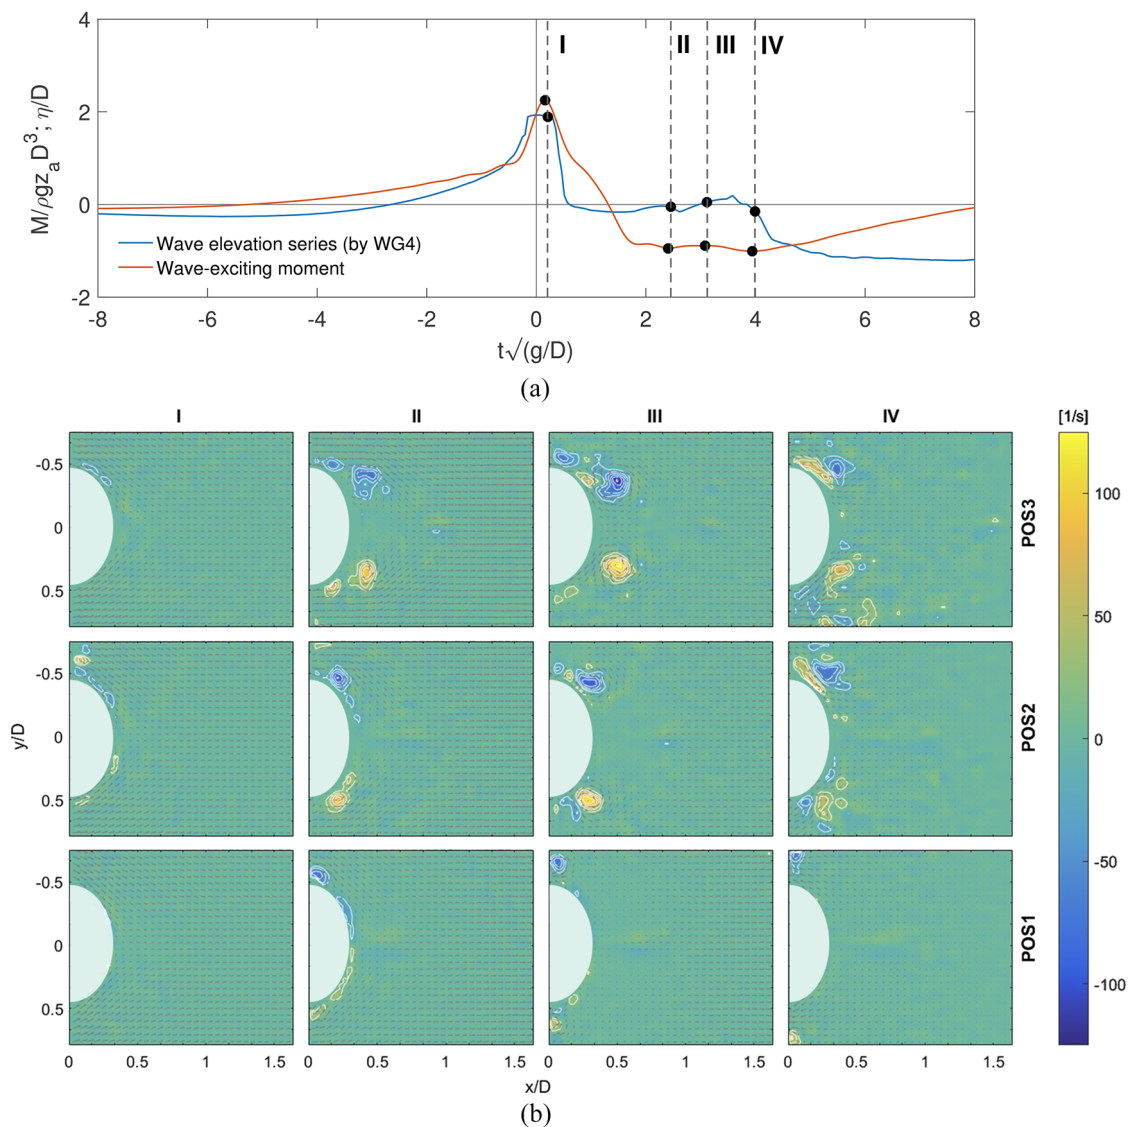 4
2
0
-2
M/ρgz_aD³; η/D
I
II
III
IV
Wave elevation series (by WG4)
Wave-exciting moment
-8
-6
-4
-2
0
2
4
6
8
t√(g/D)
(a)
I
II
III
IV
[1/s]
-0.5
0
0.5
POS3
-0.5
0
0.5
y/D
POS2
-0.5
0
0.5
POS1
100
50
0
-50
-100
0 0.5 1 1.5
0 0.5 1 1.5
0 0.5 1 1.5
0 0.5 1 1.5
x/D
(b)